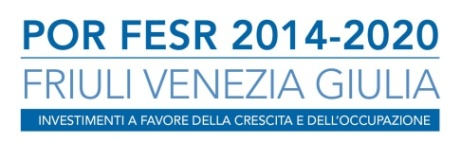 POR FESR 2014-2020
FRIULI VENEZIA GIULIA
INVESTIMENTI A FAVORE DELLA CRESCITA E DELL'OCCUPAZIONE